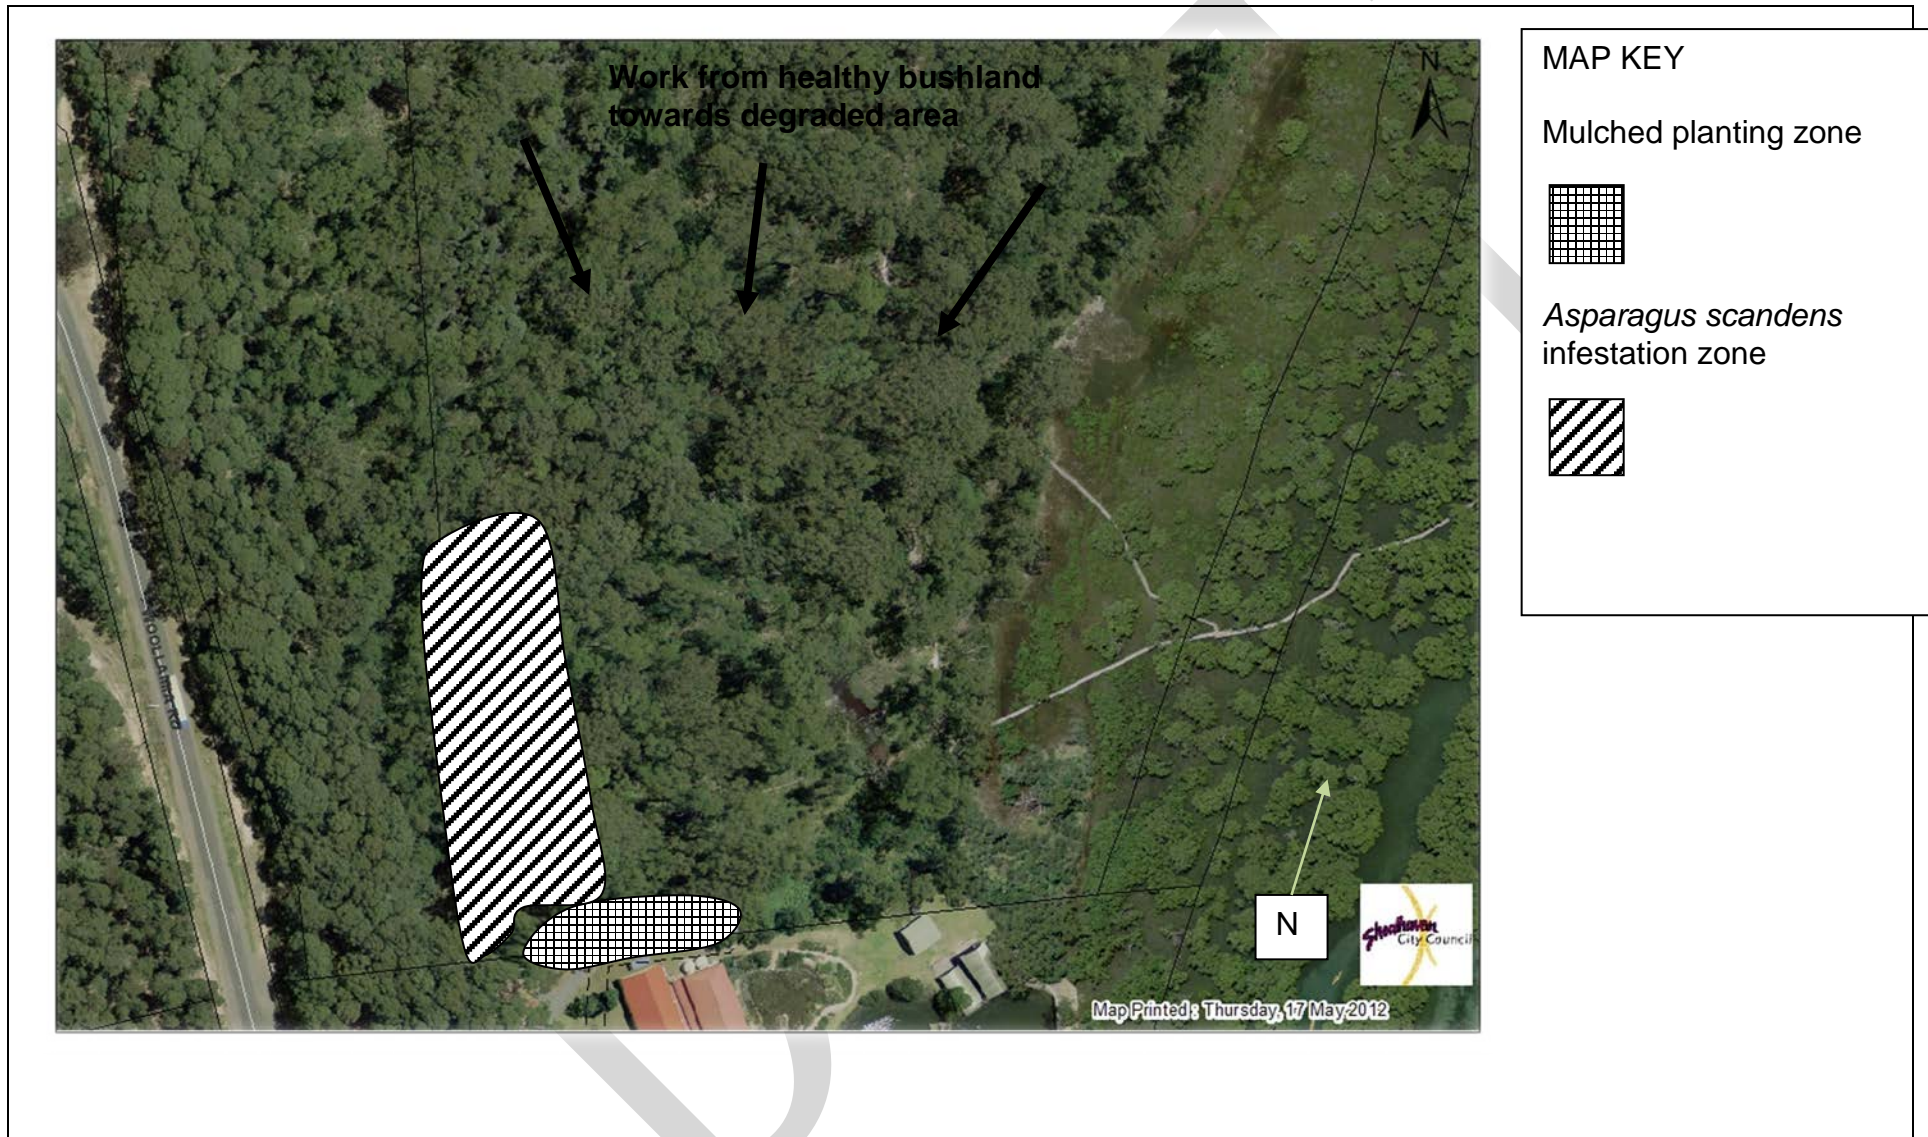 Work from healthy bushland
towards degraded area
N
MAP KEY
Mulched planting zone
Asparagus scandens
infestation zone
N
Shoalhaven
City Council
Map Printed : Thursday, 17 May 2012